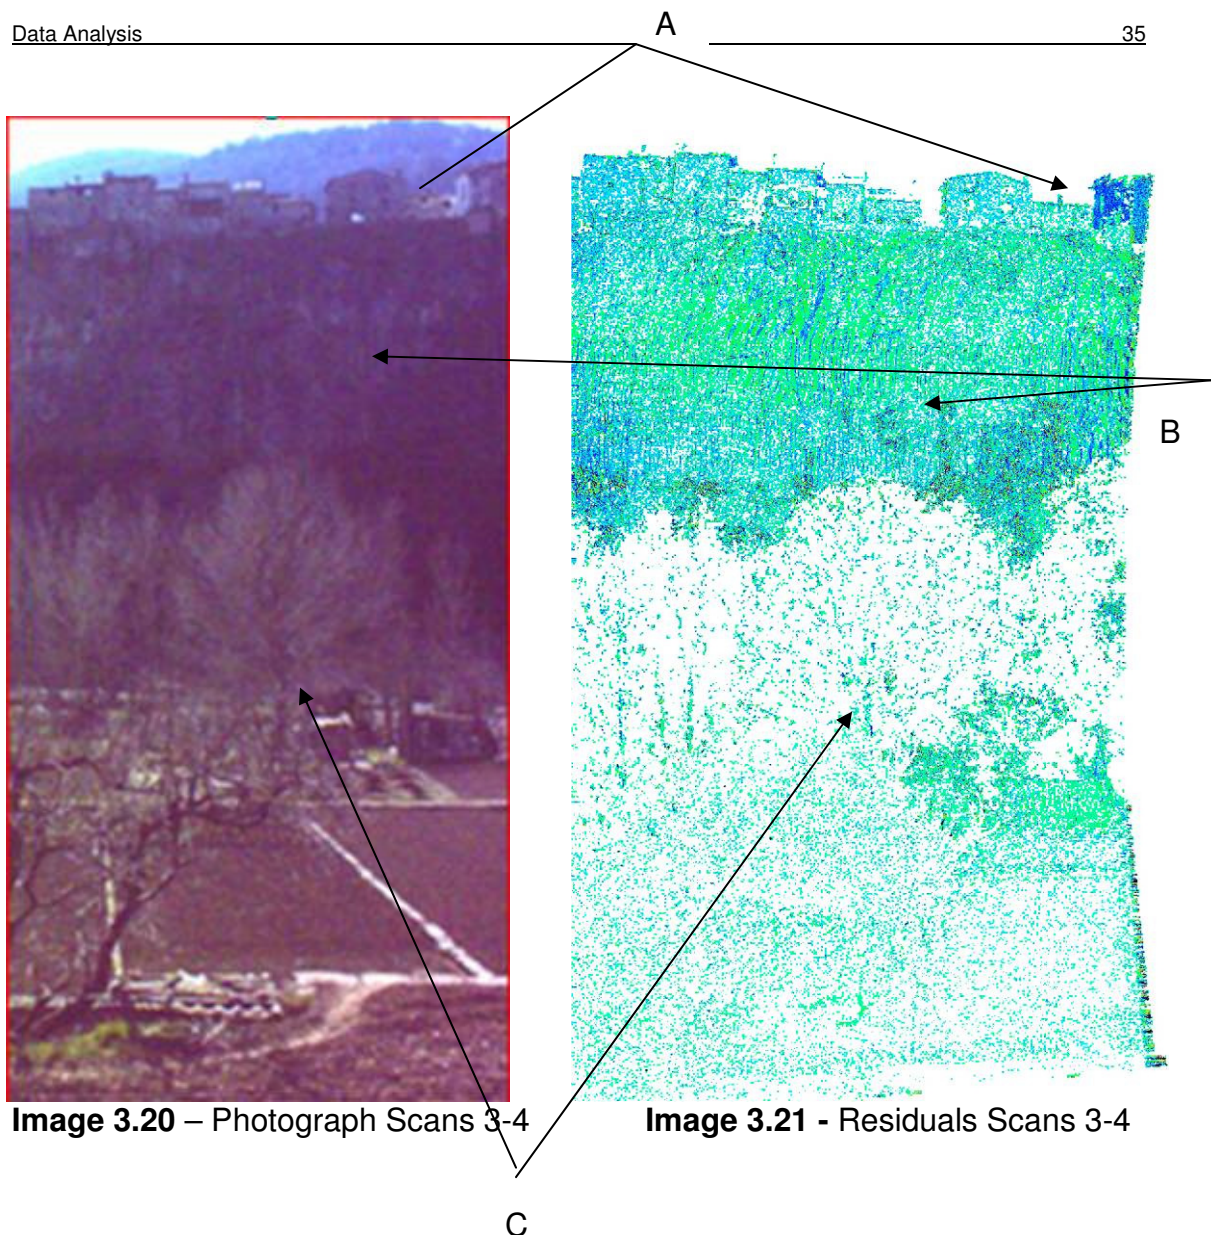 Data Analysis A 35
B
Image 3.20 – Photograph Scans 3-4 Image 3.21 - Residuals Scans 3-4
C